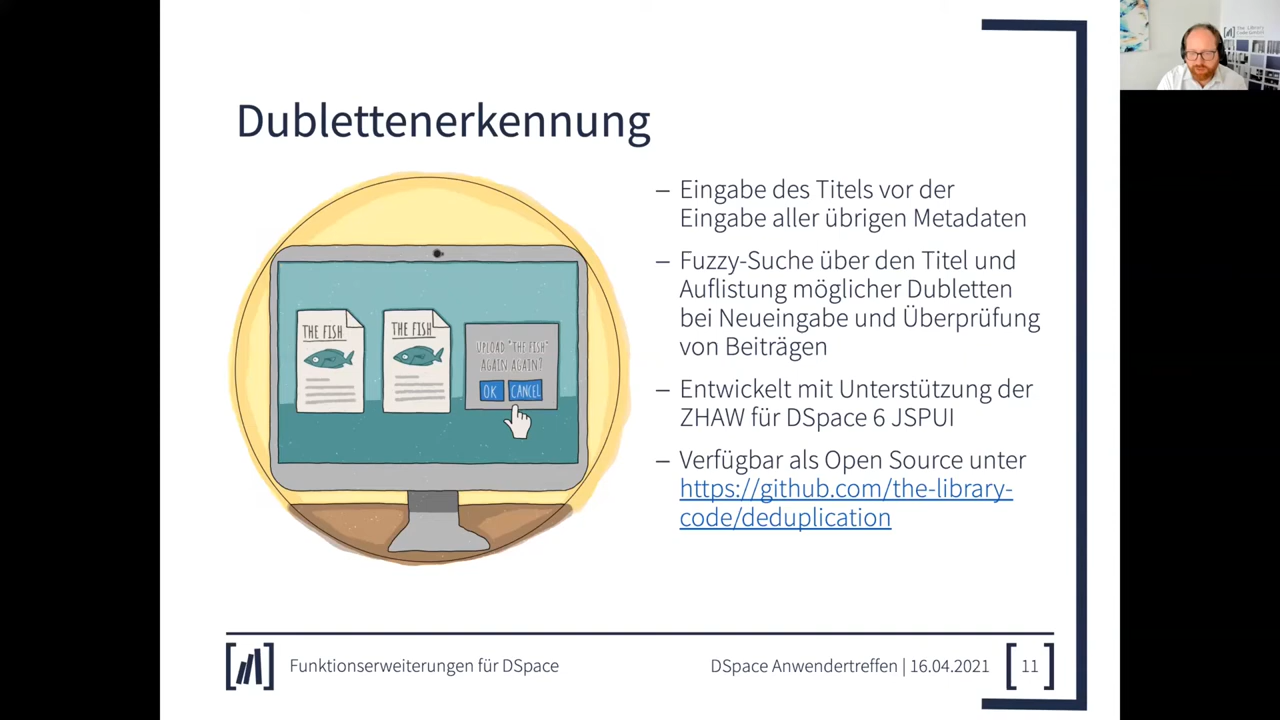 Dublettenerkennung
– Eingabe des Titels vor der
Eingabe aller übrigen Metadaten
– Fuzzy-Suche über den Titel und
Auflistung möglicher Dubletten
bei Neueingabe und Überprüfung
von Beiträgen
– Entwickelt mit Unterstützung der
ZHAW für DSpace 6 JSPUI
– Verfügbar als Open Source unter
https://github.com/the-library-
code/deduplication
THE FISH
THE FISH
UPLOAD "THE FISH"
AGAIN AGAIN?
OK CANCEL
Funktionserweiterungen für DSpace
DSpace Anwendertreffen | 16.04.2021
11